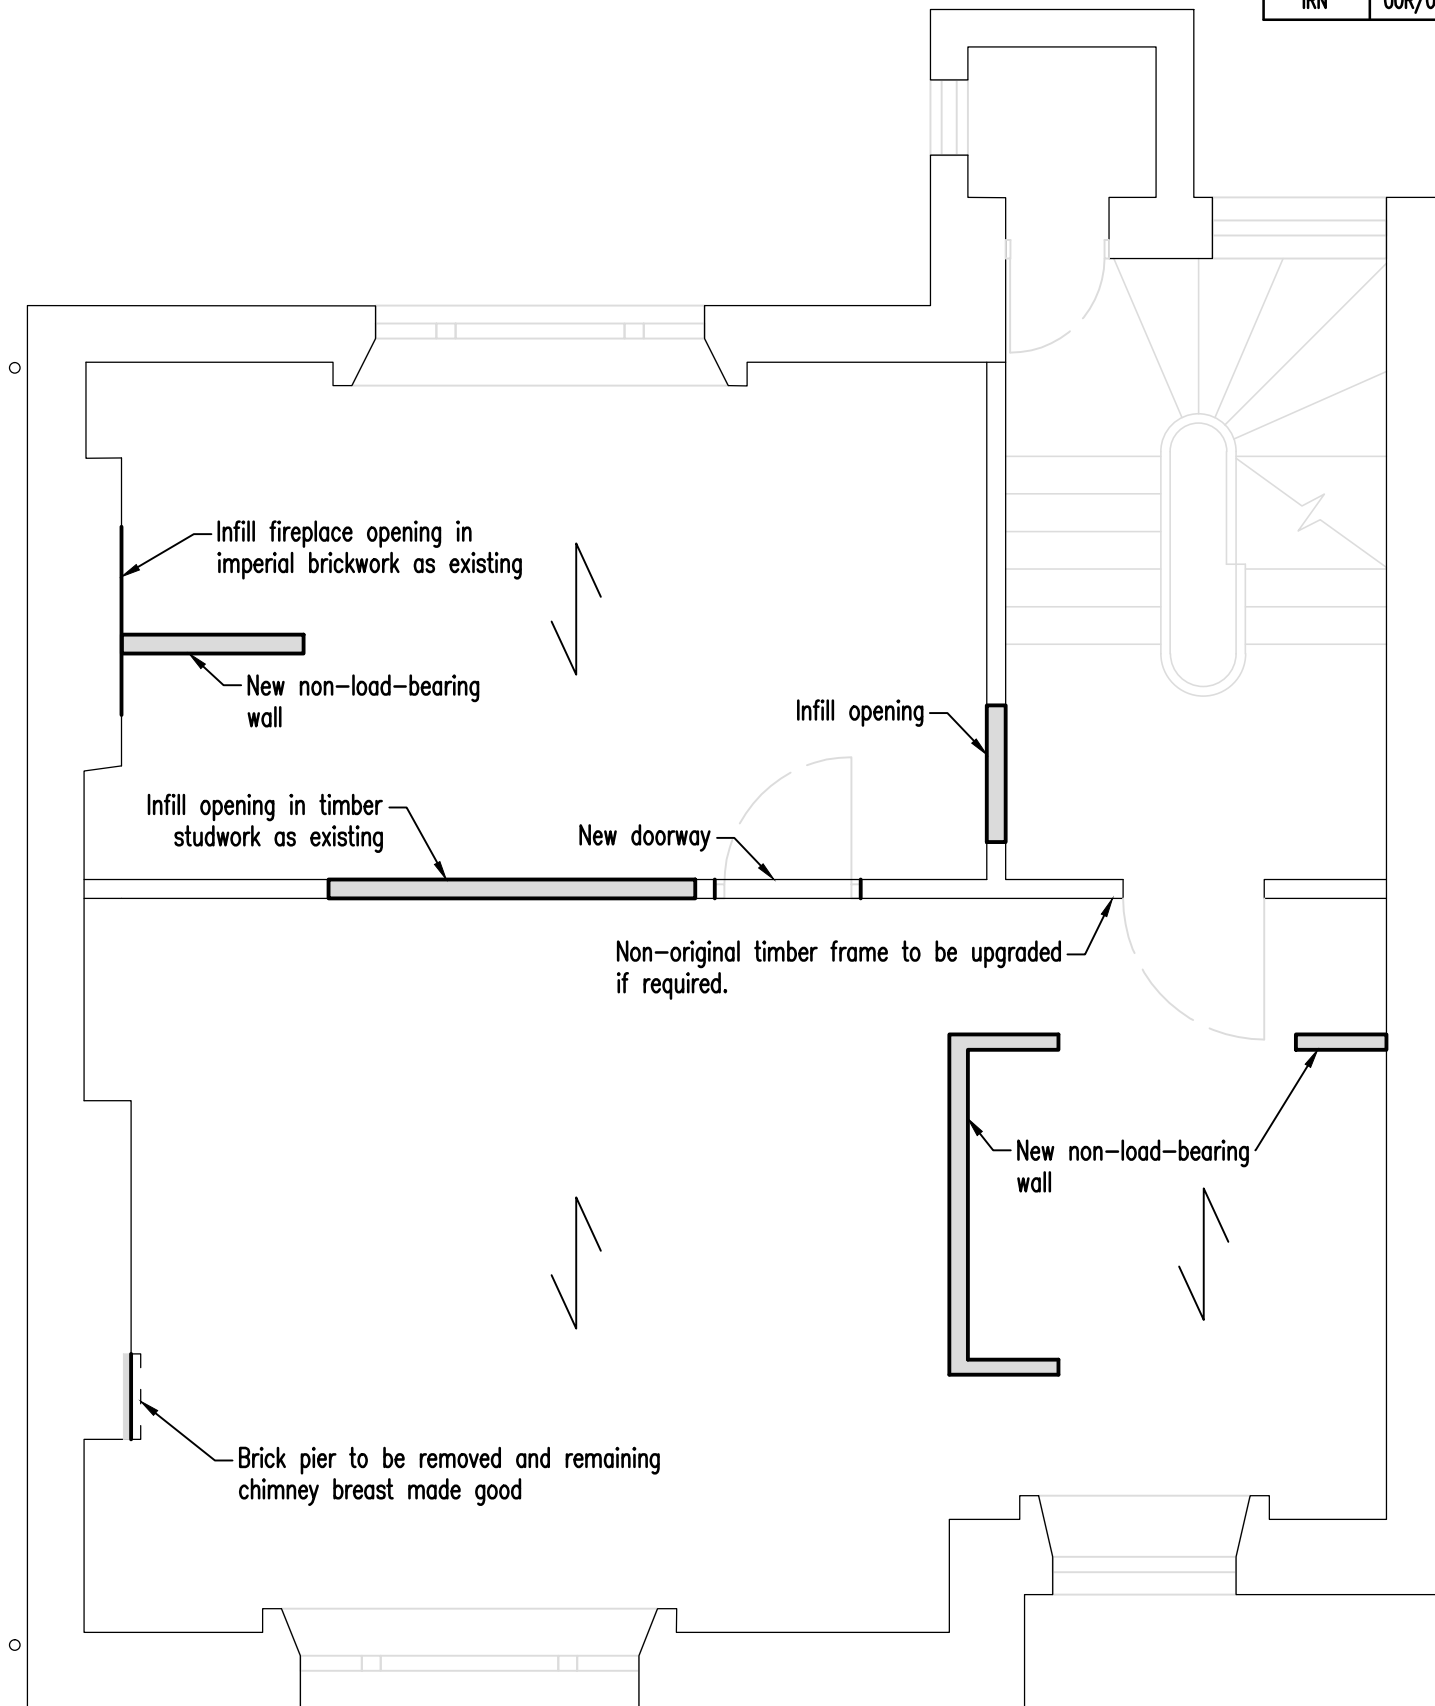 IRN
Infill fireplace opening in
imperial brickwork as existing
New non-load-bearing
wall
Infill opening
Infill opening in timber
studwork as existing
New doorway
Non-original timber frame to be upgraded
if required.
New non-load-bearing
wall
Brick pier to be removed and remaining
chimney breast made good